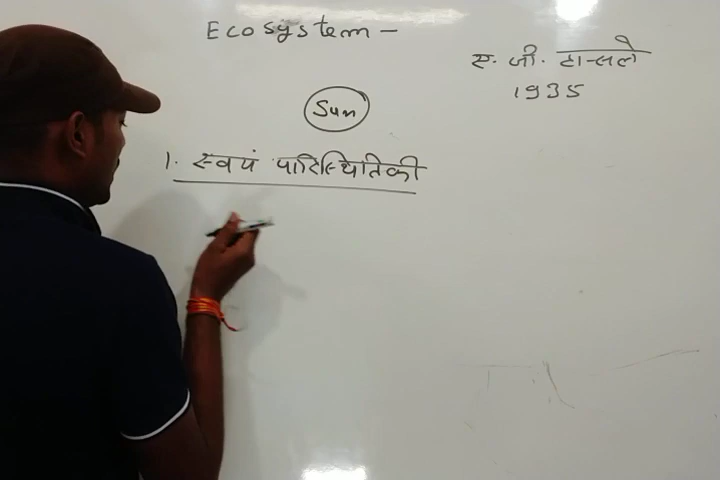 Ecosystem -
ए. जी. टान्सले
1935
Sun
1. स्वयं पारिस्थितिकी